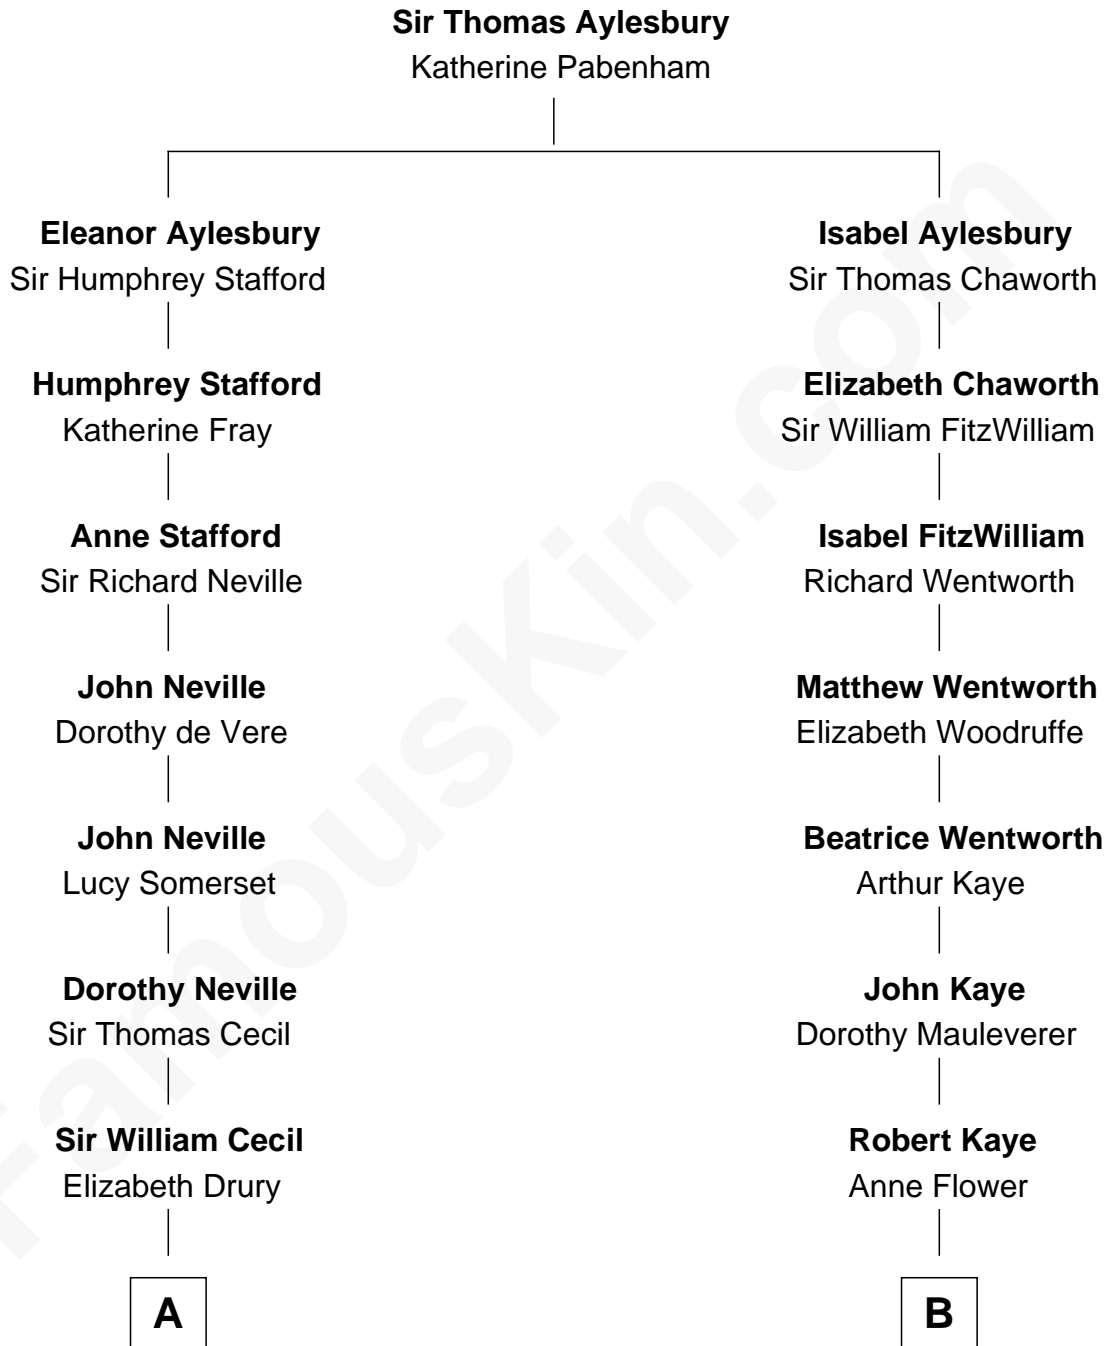 Sir Thomas Aylesbury
Katherine Pabenham
Eleanor Aylesbury
Sir Humphrey Stafford
Humphrey Stafford
Katherine Fray
Anne Stafford
Sir Richard Neville
John Neville
Dorothy de Vere
John Neville
Lucy Somerset
Dorothy Neville
Sir Thomas Cecil
Sir William Cecil
Elizabeth Drury
A
Isabel Aylesbury
Sir Thomas Chaworth
Elizabeth Chaworth
Sir William FitzWilliam
Isabel FitzWilliam
Richard Wentworth
Matthew Wentworth
Elizabeth Woodruffe
Beatrice Wentworth
Arthur Kaye
John Kaye
Dorothy Mauleverer
Robert Kaye
Anne Flower
B
FamousKin.com